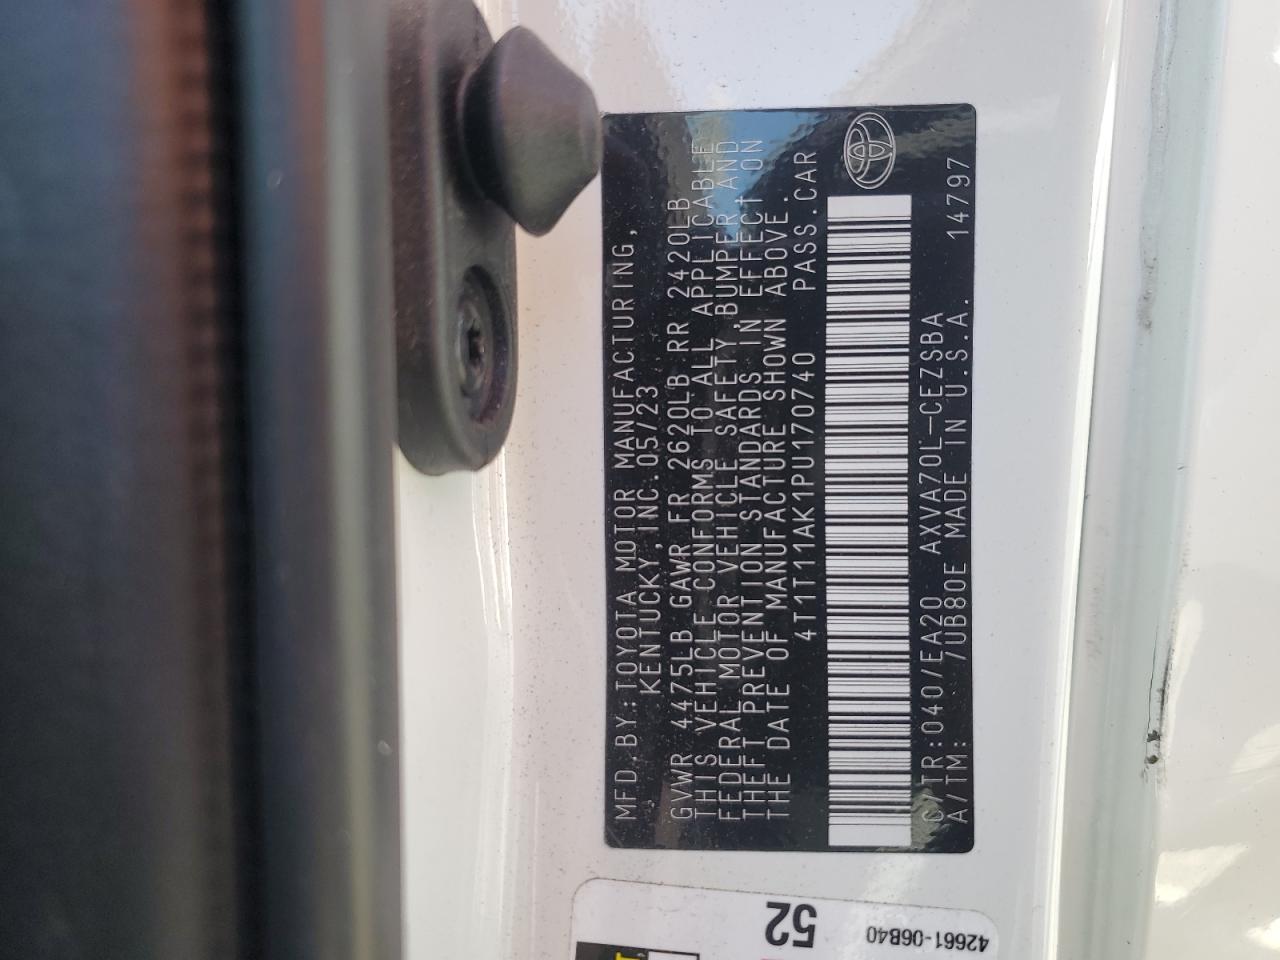 MFD.BY:TOYOTA MOTOR MANUFACTURING,
KENTUCKY,INC.05/23
GVWR 4475LB GAWR FR 2620LB RR 2420LB
THIS VEHICLE CONFORMS TO ALL APPLICABLE
FEDERAL MOTOR VEHICLE SAFETY,BUMPER AND
THEFT PREVENTION STANDARDS IN EFFECT ON
THE DATE OF MANUFACTURE SHOWN ABOVE.
4T1T11AK1PU170740 PASS.CAR
C/TR:040/EA20 AXVA70L-CEZSBA 14797
A/TM: /UB80E MADE IN U.S.A.
52
42661-06B40